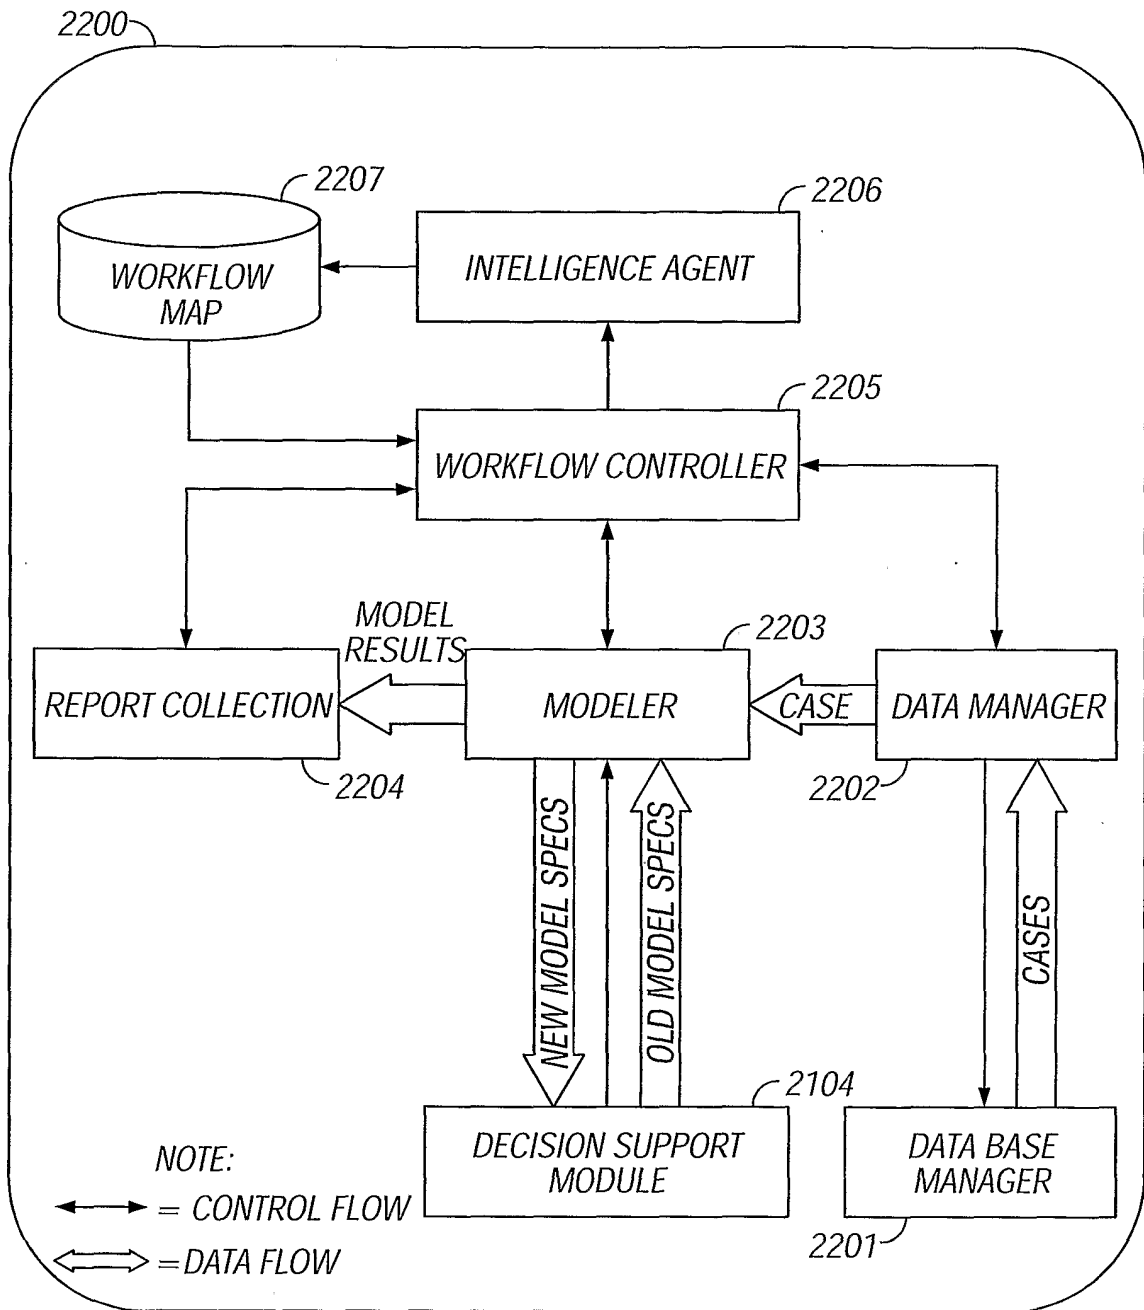 2200
2207
WORKFLOW
MAP
2206
INTELLIGENCE AGENT
2205
WORKFLOW CONTROLLER
MODEL
RESULTS
2203
REPORT COLLECTION
MODELER
CASE
DATA MANAGER
2204
2202
NEW MODEL SPECS
OLD MODEL SPECS
CASES
2104
DECISION SUPPORT
MODULE
DATA BASE
MANAGER
2201
NOTE:
= CONTROL FLOW
=DATA FLOW